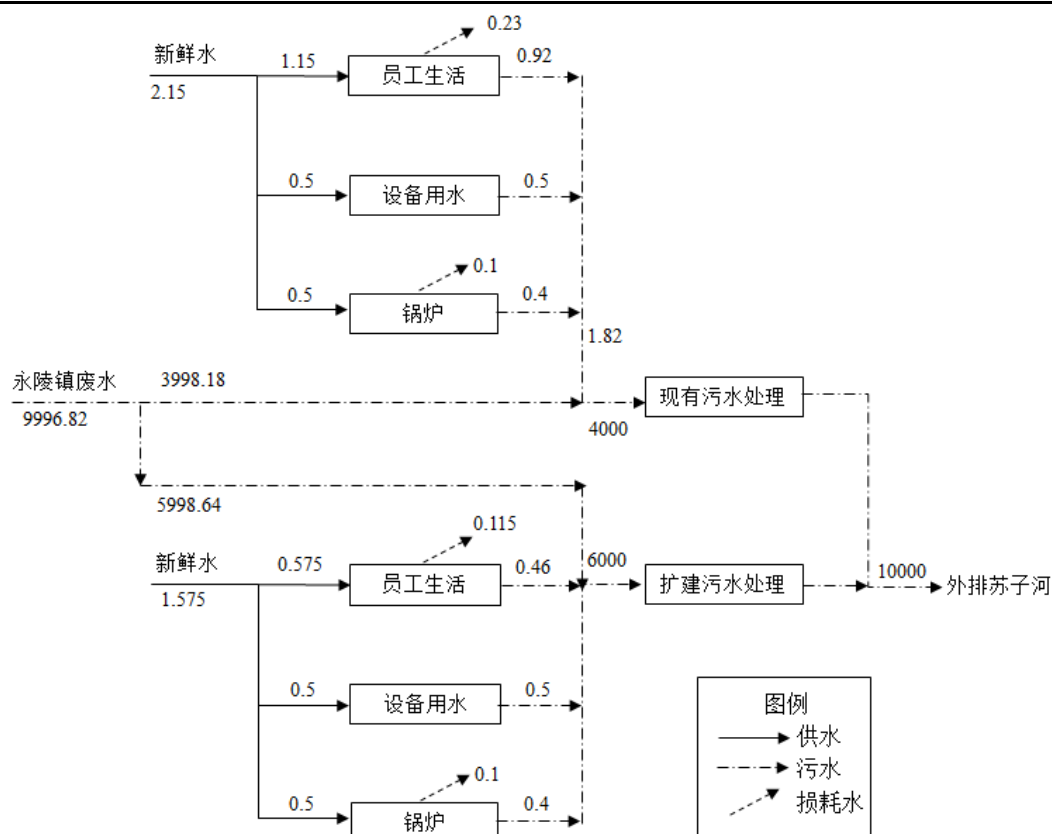 0.23
新鲜水
1.15
员工生活
0.92
2.15
0.5
设备用水
0.5
0.1
0.5
锅炉
0.4
1.82
永陵镇废水
3998.18
现有污水处理
9996.82
4000
5998.64
0.115
新鲜水
0.575
员工生活
0.46
6000
扩建污水处理
10000
外排苏子河
1.575
0.5
设备用水
0.5
图例
供水
污水
0.1
损耗水
0.5
锅炉
0.4